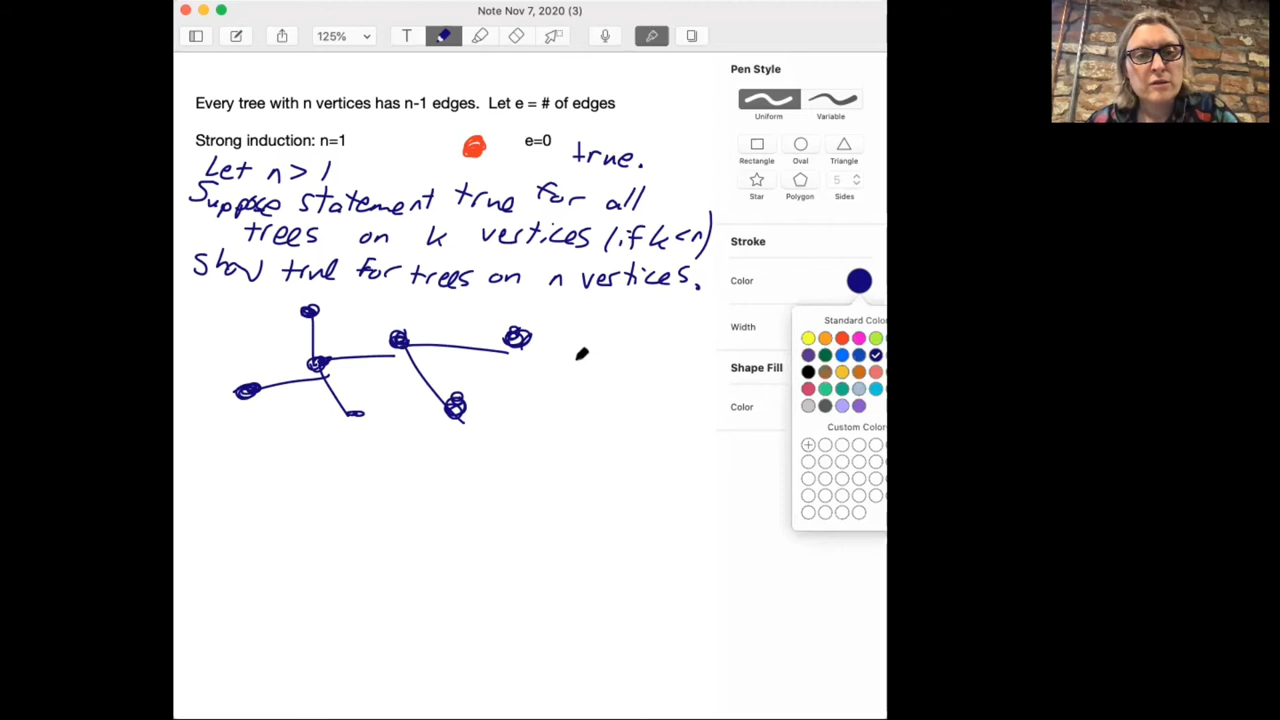 Note Nov 7, 2020 (3)
125%
T
Every tree with n vertices has n-1 edges. Let e = # of edges
Strong induction: n=1 e=0 true.
Let n > 1
Suppose statement true for all
trees on k vertices (if k < n)
Show true for trees on n vertices.
Pen Style
Uniform Variable
Rectangle Oval Triangle
5
Star Polygon Sides
Stroke
Color
Standard Color
Width
Shape Fill
Color
Custom Color